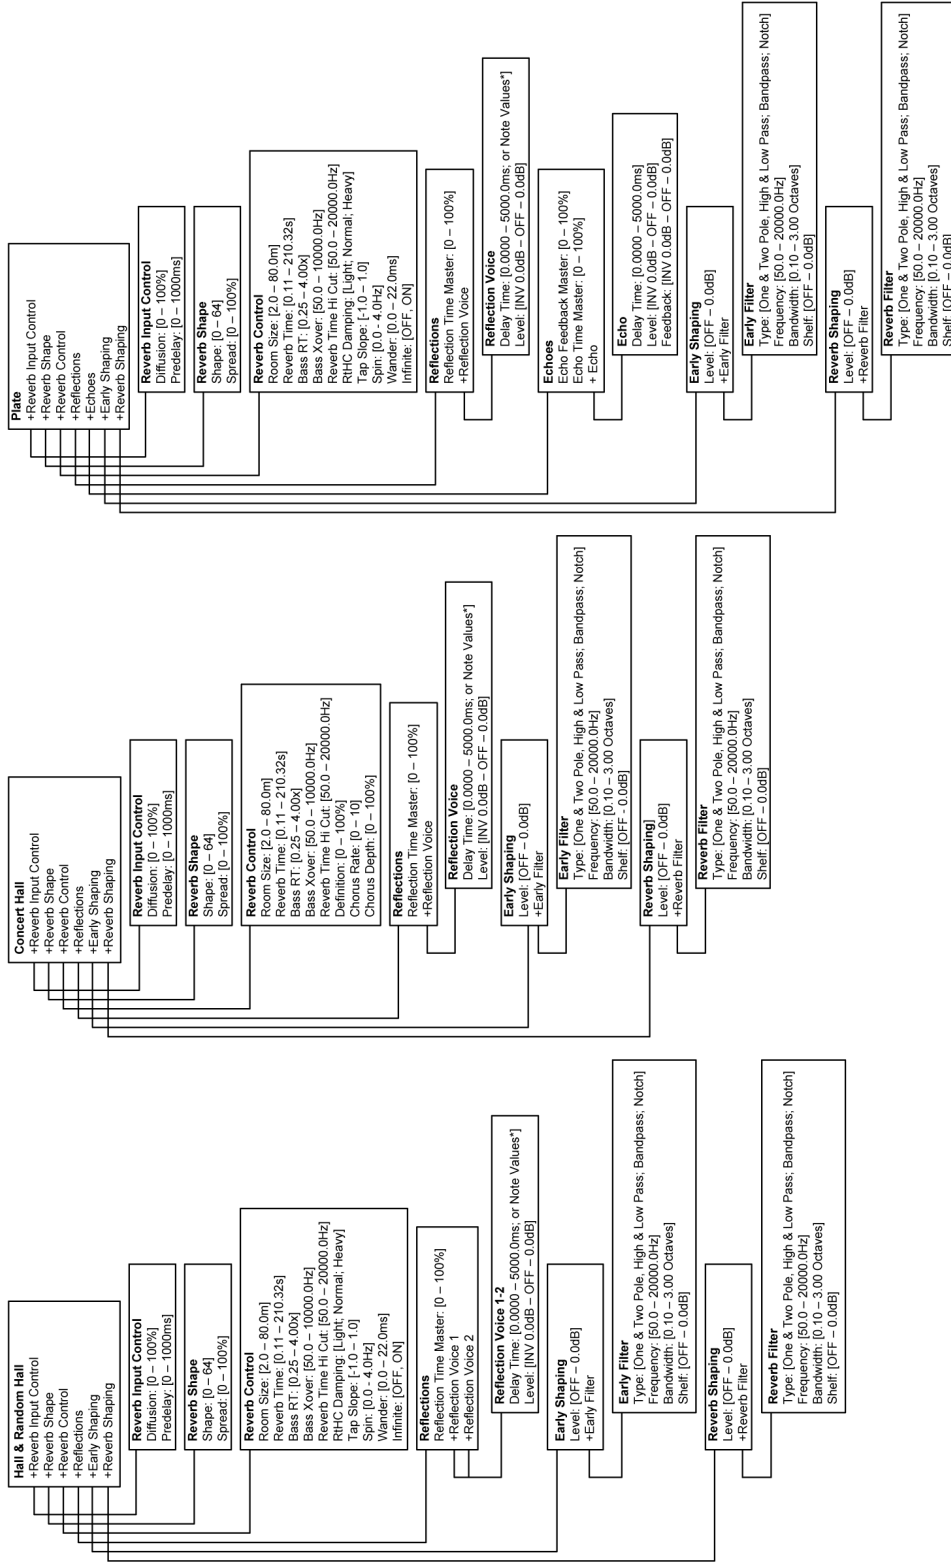 Hall & Random Hall
+Reverb Input Control
+Reverb Shape
+Reverb Control
+Reflections
+Early Shaping
+Reverb Shaping
Reverb Input Control
Diffusion: [0 – 100%]
Predelay: [0 – 1000ms]
Reverb Shape
Shape: [0 – 64]
Spread: [0 – 100%]
Reverb Control
Room Size: [2.0 – 80.0m]
Reverb Time: [0.11 – 210.32s]
Bass RT: [0.25 – 4.00x]
Bass Xover: [50.0 – 10000.0Hz]
Reverb Time Hi Cut: [50.0 – 20000.0Hz]
RtHC Damping: [Light; Normal; Heavy]
Tap Slope: [-1.0 – 1.0]
Spin: [0.0 - 4.0Hz]
Wander: [0.0 – 22.0ms]
Infinite: [OFF, ON]
Reflections
Reflection Time Master: [0 – 100%]
+Reflection Voice 1
+Reflection Voice 2
Reflection Voice 1-2
Delay Time: [0.0000 – 5000.0ms; or Note Values*]
Level: [INV 0.0dB – OFF – 0.0dB]
Early Shaping
Level: [OFF – 0.0dB]
+Early Filter
Early Filter
Type: [One & Two Pole, High & Low Pass; Bandpass; Notch]
Frequency: [50.0 – 20000.0Hz]
Bandwidth: [0.10 – 3.00 Octaves]
Shelf: [OFF – 0.0dB]
Reverb Shaping
Level: [OFF – 0.0dB]
+Reverb Filter
Reverb Filter
Type: [One & Two Pole, High & Low Pass; Bandpass; Notch]
Frequency: [50.0 – 20000.0Hz]
Bandwidth: [0.10 – 3.00 Octaves]
Shelf: [OFF – 0.0dB]
Concert Hall
+Reverb Input Control
+Reverb Shape
+Reverb Control
+Reflections
+Early Shaping
+Reverb Shaping
Reverb Input Control
Diffusion: [0 – 100%]
Predelay: [0 – 1000ms]
Reverb Shape
Shape: [0 – 64]
Spread: [0 – 100%]
Reverb Control
Room Size: [2.0 – 80.0m]
Reverb Time: [0.11 – 210.32s]
Bass RT: [0.25 – 4.00x]
Bass Xover: [50.0 – 10000.0Hz]
Reverb Time Hi Cut: [50.0 – 20000.0Hz]
Definition: [0 – 100%]
Chorus Rate: [0 – 10]
Chorus Depth: [0 – 100%]
Reflections
Reflection Time Master: [0 – 100%]
+Reflection Voice
Reflection Voice
Delay Time: [0.0000 – 5000.0ms; or Note Values*]
Level: [INV 0.0dB – OFF – 0.0dB]
Early Shaping
Level: [OFF – 0.0dB]
+Early Filter
Early Filter
Type: [One & Two Pole, High & Low Pass; Bandpass; Notch]
Frequency: [50.0 – 20000.0Hz]
Bandwidth: [0.10 – 3.00 Octaves]
Shelf: [OFF – 0.0dB]
Reverb Shaping]
Level: [OFF – 0.0dB]
+Reverb Filter
Reverb Filter
Type: [One & Two Pole, High & Low Pass; Bandpass; Notch]
Frequency: [50.0 – 20000.0Hz]
Bandwidth: [0.10 – 3.00 Octaves]
Shelf: [OFF – 0.0dB]
Plate
+Reverb Input Control
+Reverb Shape
+Reverb Control
+Reflections
+Echoes
+Early Shaping
+Reverb Shaping
Reverb Input Control
Diffusion: [0 – 100%]
Predelay: [0 – 1000ms]
Reverb Shape
Shape: [0 – 64]
Spread: [0 – 100%]
Reverb Control
Room Size: [2.0 – 80.0m]
Reverb Time: [0.11 – 210.32s]
Bass RT: [0.25 – 4.00x]
Bass Xover: [50.0 – 10000.0Hz]
Reverb Time Hi Cut: [50.0 – 20000.0Hz]
RtHC Damping: [Light; Normal; Heavy]
Tap Slope: [-1.0 – 1.0]
Spin: [0.0 - 4.0Hz]
Wander: [0.0 – 22.0ms]
Infinite: [OFF, ON]
Reflections
Reflection Time Master: [0 – 100%]
+Reflection Voice
Reflection Voice
Delay Time: [0.0000 – 5000.0ms; or Note Values*]
Level: [INV 0.0dB – OFF – 0.0dB]
Echoes
Echo Feedback Master: [0 – 100%]
Echo Time Master: [0 – 100%]
+ Echo
Echo
Delay Time: [0.0000 – 5000.0ms]
Level: [INV 0.0dB – OFF – 0.0dB]
Feedback: [INV 0.0dB – OFF – 0.0dB]
Early Shaping
Level: [OFF – 0.0dB]
+Early Filter
Early Filter
Type: [One & Two Pole, High & Low Pass; Bandpass; Notch]
Frequency: [50.0 – 20000.0Hz]
Bandwidth: [0.10 – 3.00 Octaves]
Shelf: [OFF – 0.0dB]
Reverb Shaping
Level: [OFF – 0.0dB]
+Reverb Filter
Reverb Filter
Type: [One & Two Pole, High & Low Pass; Bandpass; Notch]
Frequency: [50.0 – 20000.0Hz]
Bandwidth: [0.10 – 3.00 Octaves]
Shelf: [OFF – 0.0dB]